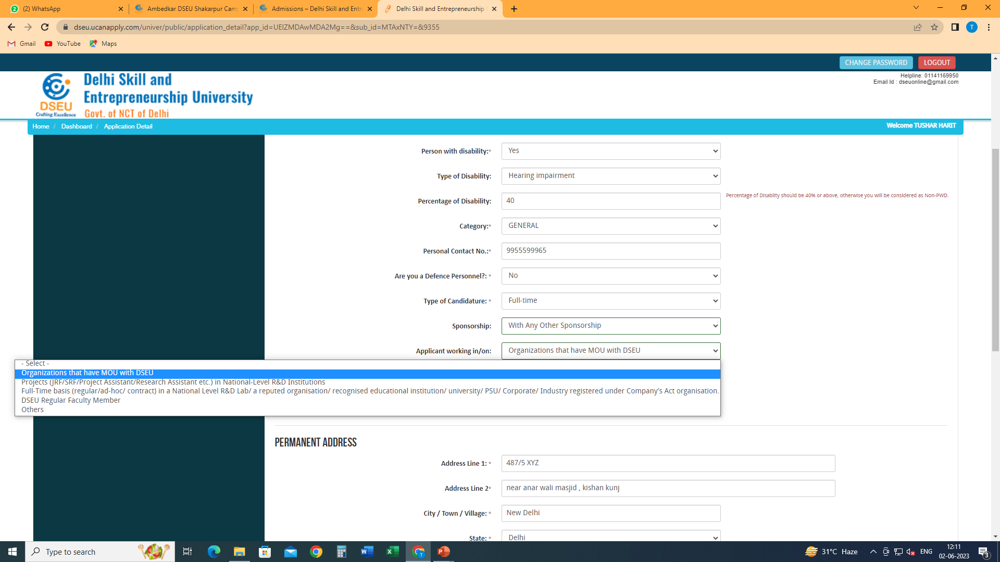 (2) WhatsApp
Ambedkar DSEU Shakarpur Camp
Admissions – Delhi Skill and Entr
Delhi Skill and Entrepreneurship
dseu.ucanapply.com/univer/public/application_detail?app_id=UEIZMDAwMDA2Mg==&sub_id=MTAxNTY=&9355
T
Gmail
YouTube
Maps
CHANGE PASSWORD
LOGOUT
Helpline: 01141169950
Email Id : dseuonline@gmail.com
DSEU
Crafting Excellence
Delhi Skill and
Entrepreneurship University
Govt. of NCT of Delhi
Home / Dashboard / Application Detail
Welcome TUSHAR HARIT
Person with disability:* Yes
Type of Disability: Hearing impairment
Percentage of Disability: 40 Percentage of Disablity should be 40% or above, otherwise you will be considered as Non-PWD.
Category:* GENERAL
Personal Contact No.:* 9955599965
Are you a Defence Personnel?: * No
Type of Candidature: * Full-time
Sponsorship: With Any Other Sponsorship
Applicant working in/on: Organizations that have MOU with DSEU
- Select -
Organizations that have MOU with DSEU
Projects (JRF/SRF/Project Assistant/Research Assistant etc.) in National-Level R&D Institutions
Full-Time basis (regular/ad-hoc/ contract) in a National Level R&D Lab/ a reputed organisation/ recognised educational institution/ university/ PSU/ Corporate/ Industry registered under Company’s Act organisation.
DSEU Regular Faculty Member
Others
PERMANENT ADDRESS
Address Line 1: * 487/5 XYZ
Address Line 2* near anar wali masjid , kishan kunj
City / Town / Village: * New Delhi
State: * Delhi
Type to search
31°C Haze
ENG
12:11
02-06-2023
3